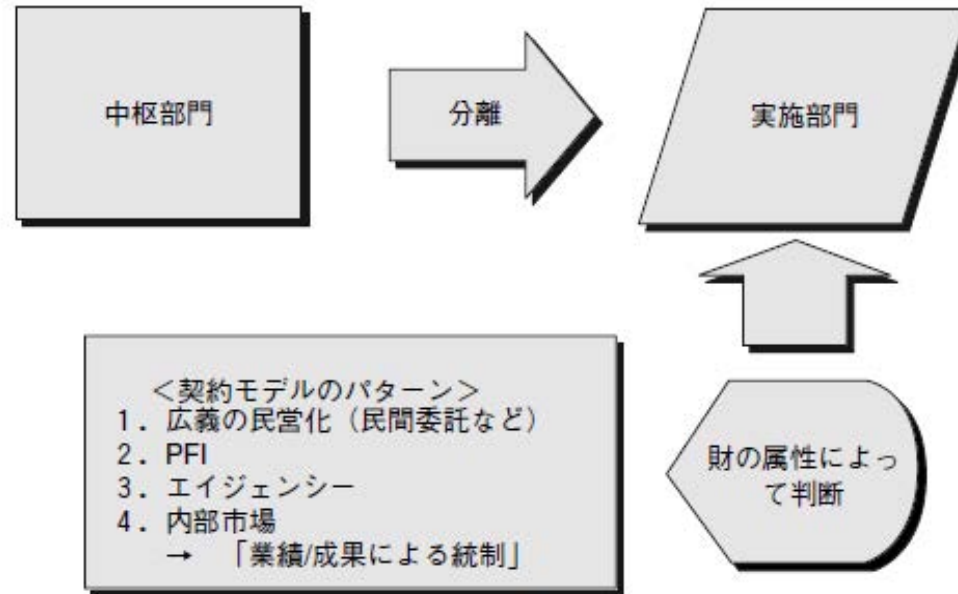 中枢部門
分離
実施部門
＜契約モデルのパターン＞
1．広義の民営化（民間委託など）
2．PFI
3．エイジェンシー
4．内部市場
→ 「業績/成果による統制」
財の属性によっ
て判断